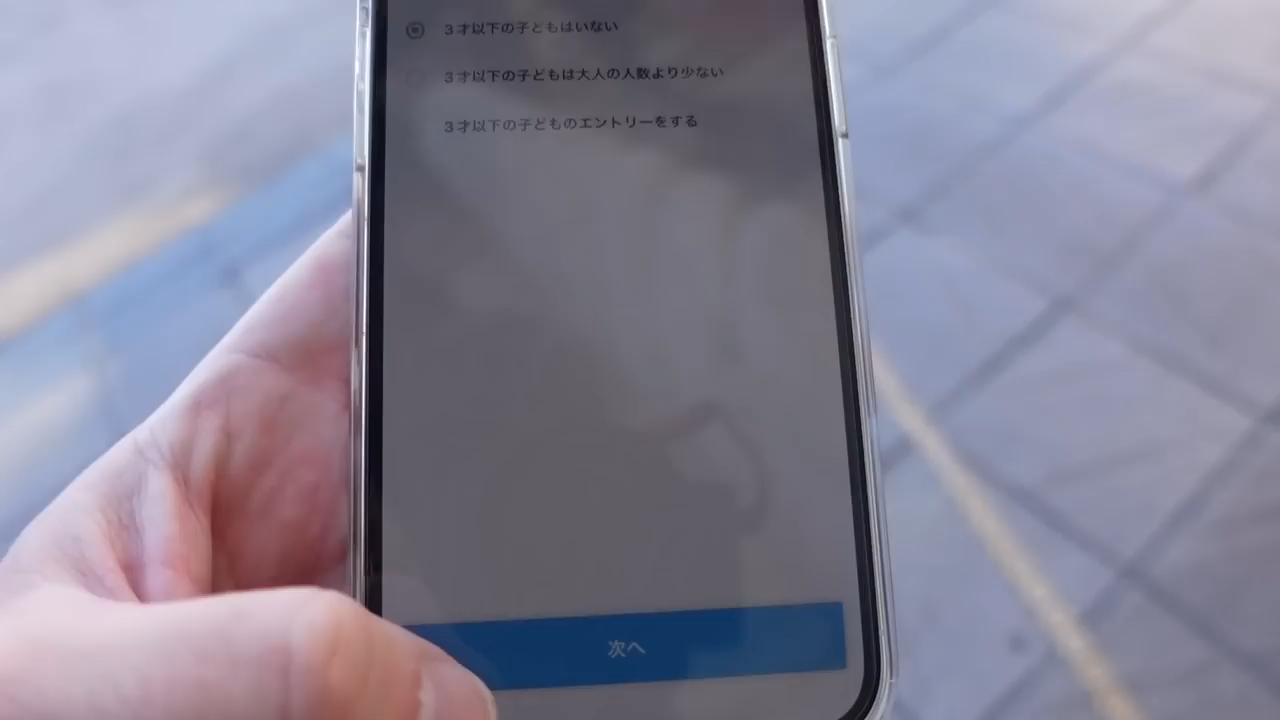 3才以下の子どもはいない
3才以下の子どもは大人の人数より少ない
3才以下の子どものエントリーをする
次へ